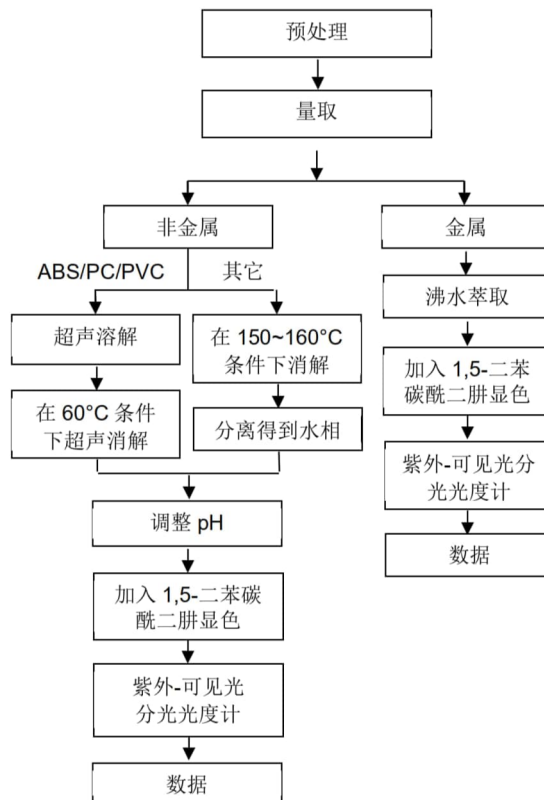 预处理
量取
非金属
金属
ABS/PC/PVC
其它
沸水萃取
超声溶解
在 150~160°C
条件下消解
加入 1,5-二苯
碳酰二肼显色
在 60°C 条件
下超声消解
分离得到水相
紫外-可见光分
光光度计
调整 pH
数据
加入 1,5-二苯碳
酰二肼显色
紫外-可见光
分光光度计
数据